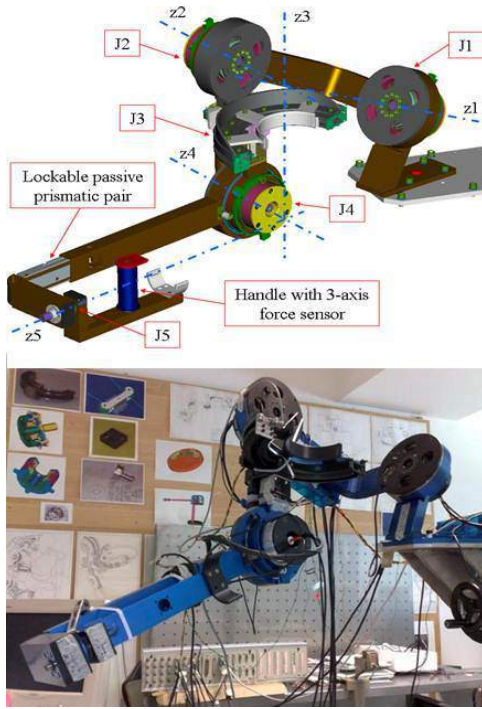 z2
z3
J2
J1
J3
z1
z4
Lockable passive
prismatic pair
J4
Handle with 3-axis
force sensor
z5
J5